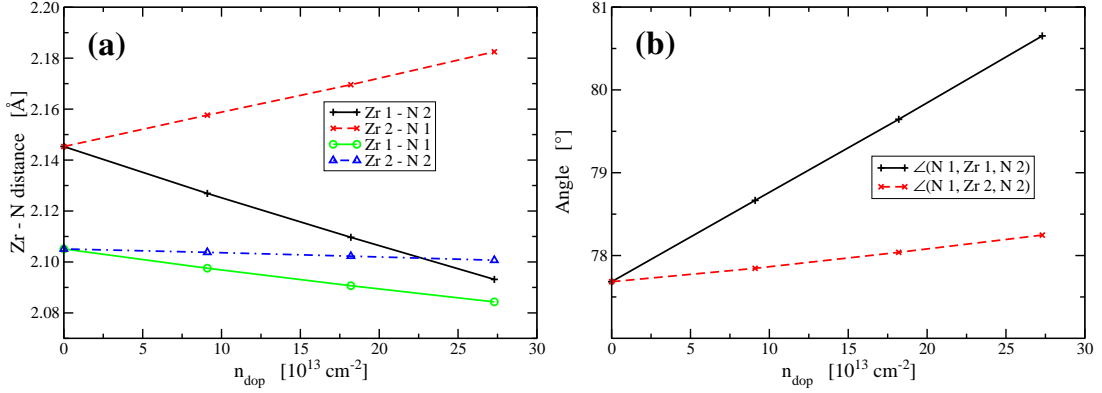 (a)
2.20
2.18
2.16
2.14
2.12
2.10
2.08
Zr - N distance [Å]
Zr 1 - N 2
Zr 2 - N 1
Zr 1 - N 1
Zr 2 - N 2
0 5 10 15 20 25 30
n_dop [10^13 cm^-2]
(b)
81
80
79
78
Angle [°]
∠(N 1, Zr 1, N 2)
∠(N 1, Zr 2, N 2)
0 5 10 15 20 25 30
n_dop [10^13 cm^-2]